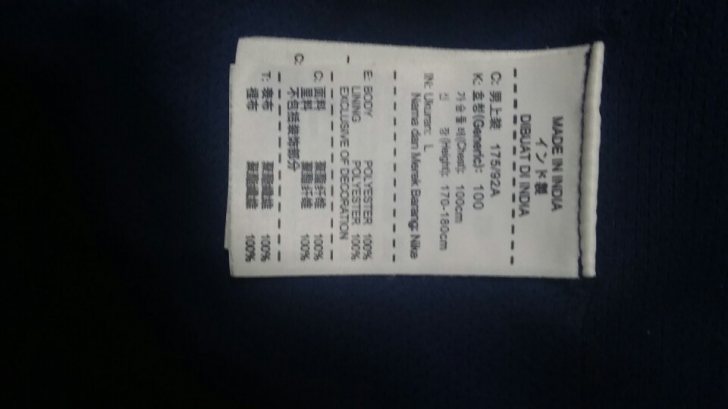 MADE IN INDIA
インド製
DIBUAT DI INDIA
C: 男上装 175/92A
K: 호칭(Generic): 100
가슴둘레(Chest): 100cm
신 장(Height): 170-180cm
IN: Ukuran: L
Nama dan Merek Barang: Nike
E: BODY POLYESTER 100%
LINING POLYESTER 100%
EXCLUSIVE OF DECORATION
C: 面料 聚酯纤维 100%
里料 聚酯纤维 100%
不包括装饰部分
T: 表布 聚酯纖維 100%
裡布 聚酯纖維 100%